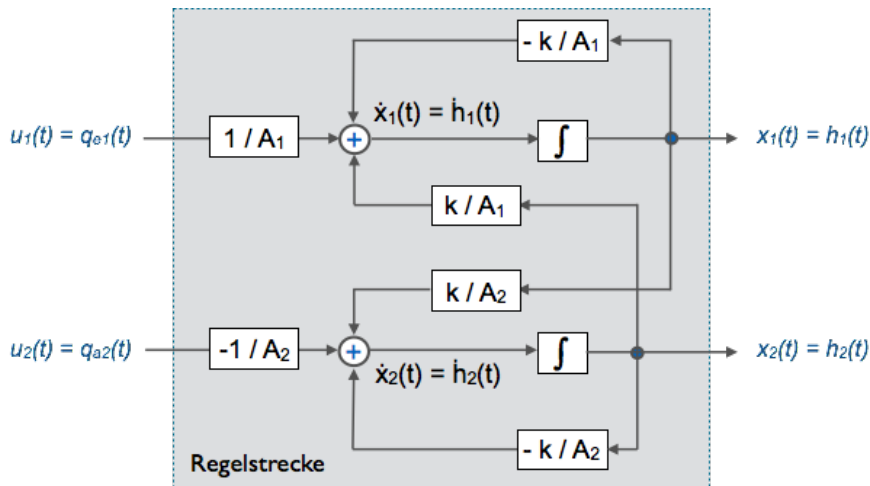 - k / A₁
ẋ₁(t) = ḣ₁(t)
u₁(t) = qₑ₁(t)
1 / A₁
+
∫
x₁(t) = h₁(t)
k / A₁
k / A₂
u₂(t) = qₐ₂(t)
-1 / A₂
+
∫
x₂(t) = h₂(t)
ẋ₂(t) = ḣ₂(t)
- k / A₂
Regelstrecke